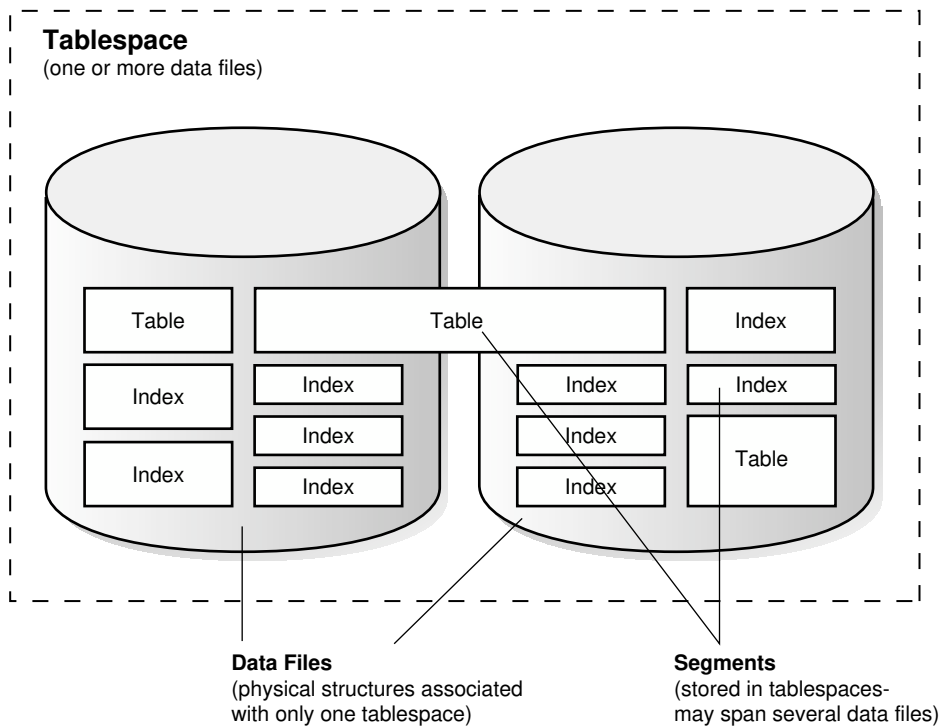 Tablespace
(one or more data files)
Table
Table
Index
Index
Index
Index
Index
Index
Index
Index
Table
Index
Index
Index
Data Files
(physical structures associated
with only one tablespace)
Segments
(stored in tablespaces-
may span several data files)